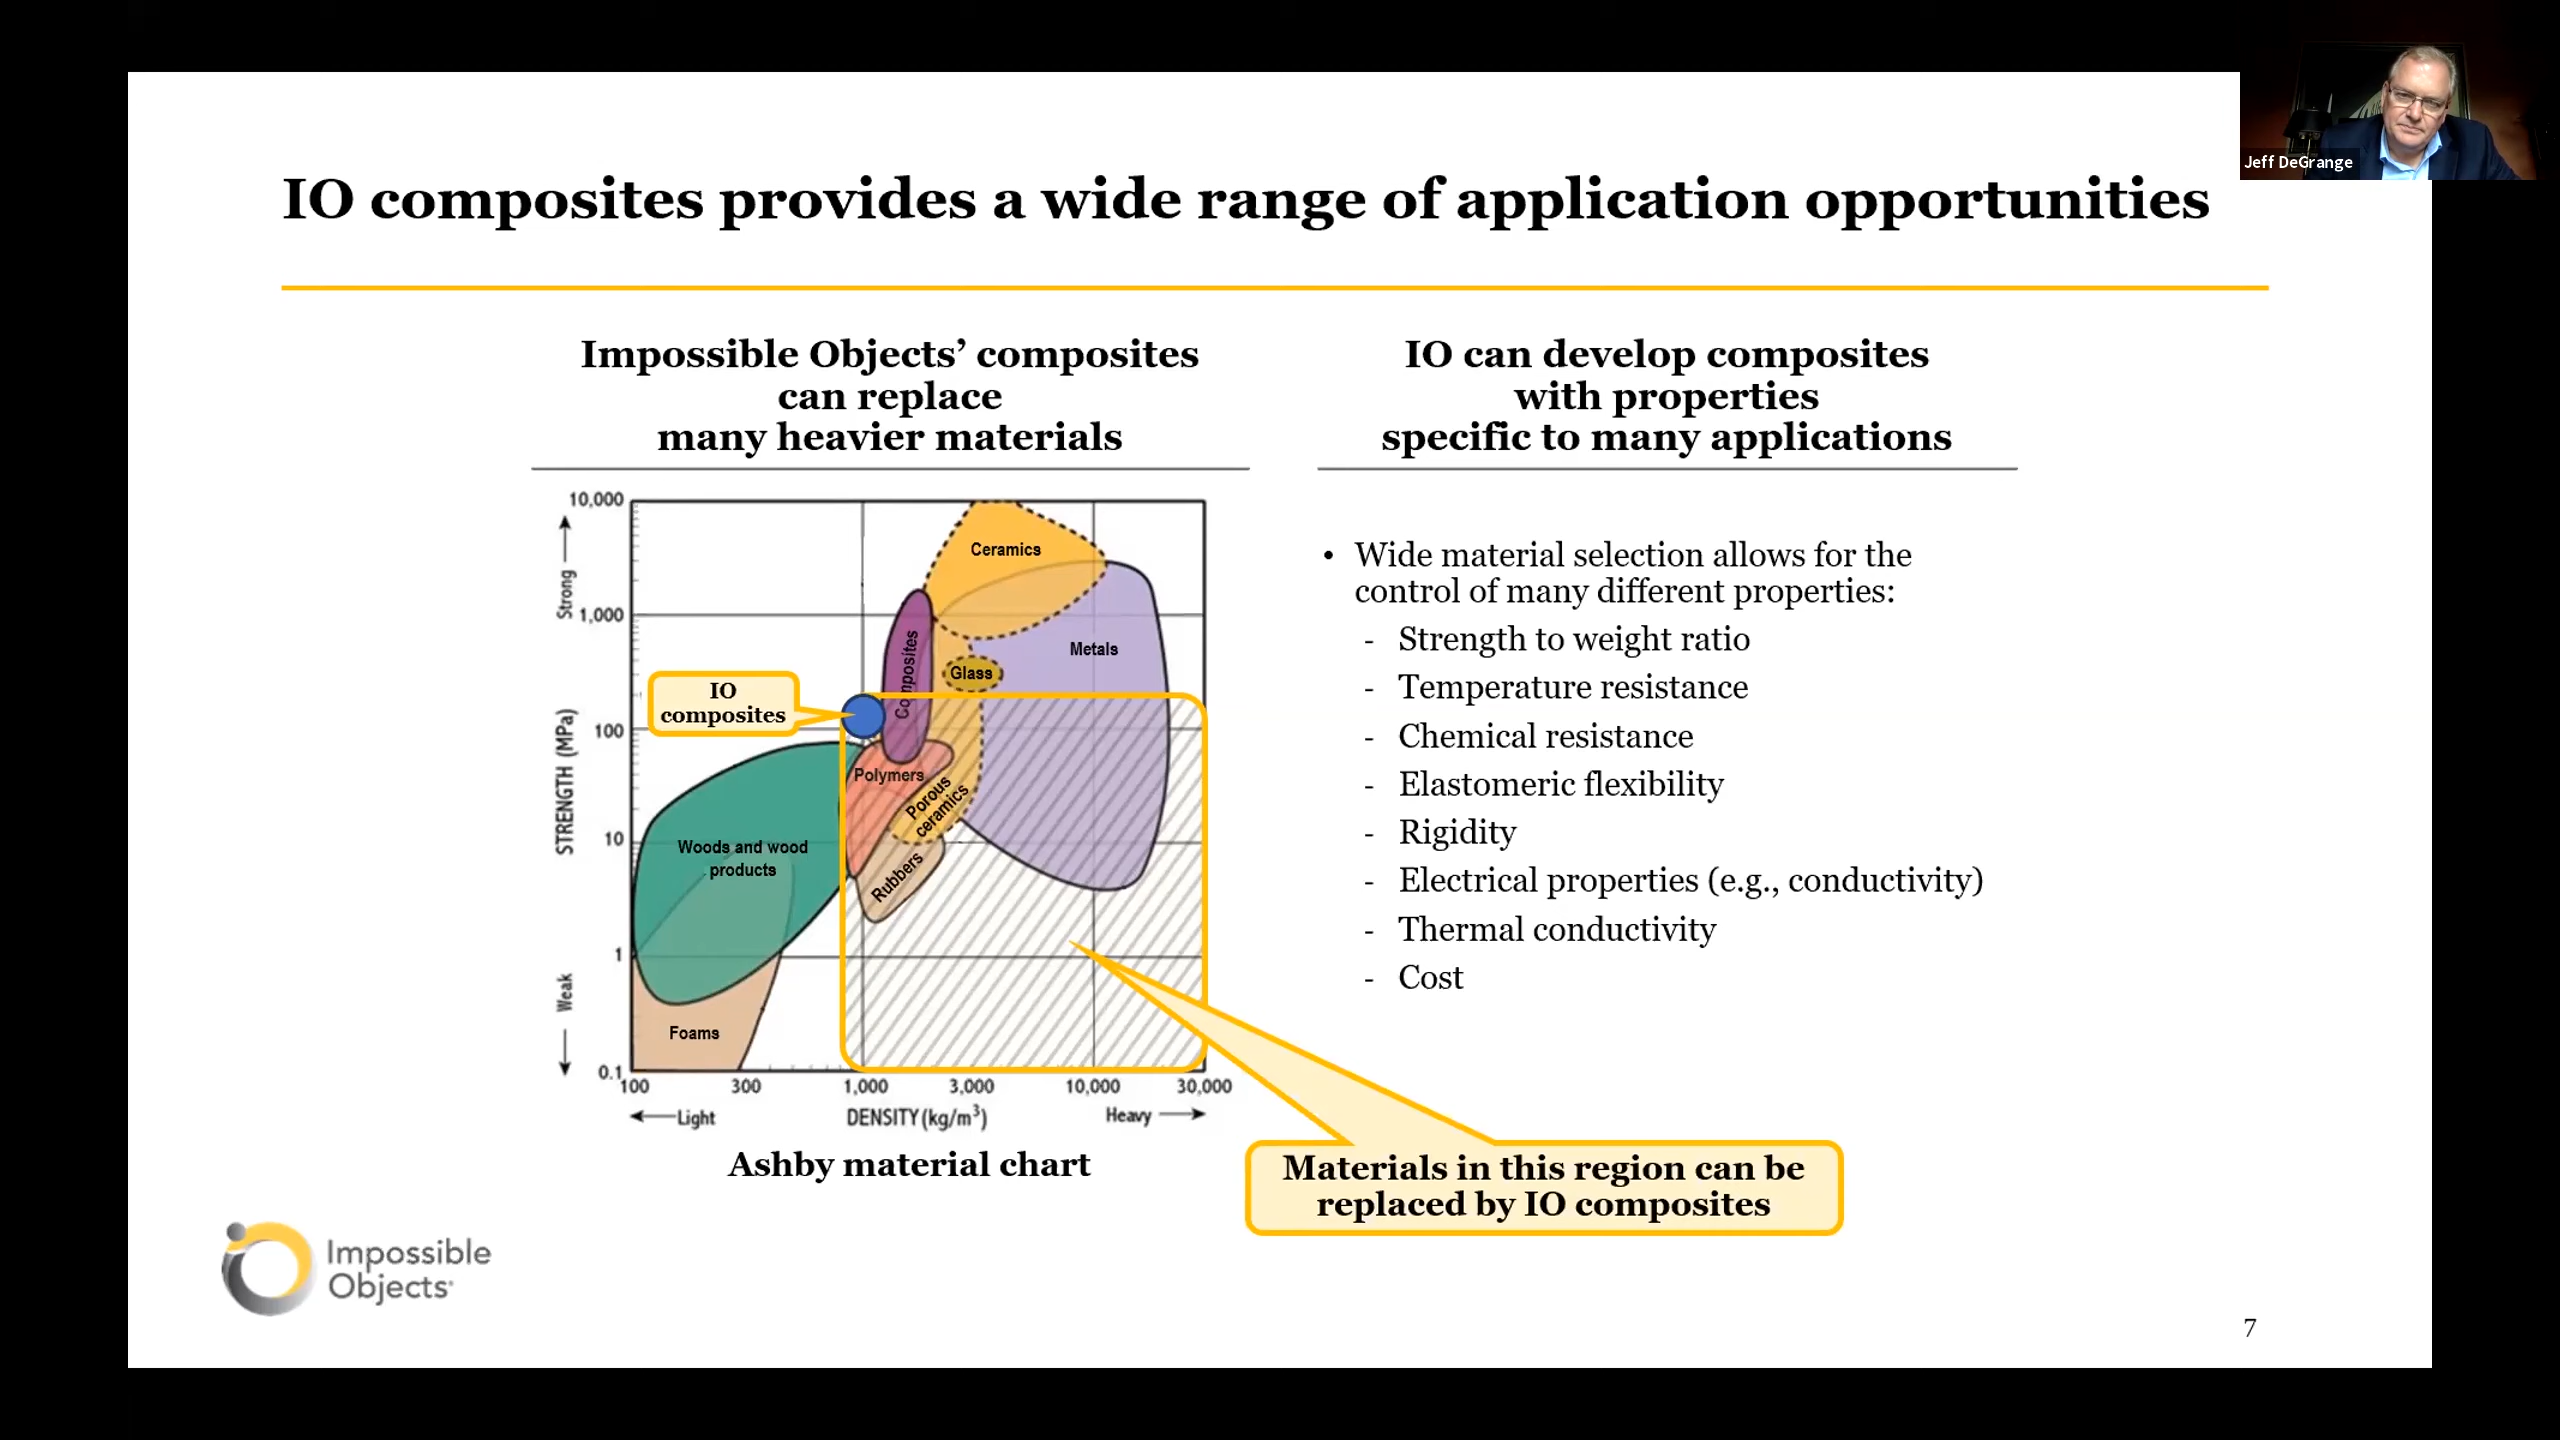 Jeff DeGrange
IO composites provides a wide range of application opportunities
Impossible Objects’ composites
can replace
many heavier materials
IO can develop composites
with properties
specific to many applications
10,000
1,000
100
10
1
0.1
Strong
STRENGTH (MPa)
Weak
Ceramics
Metals
Composites
Glass
IO
composites
Polymers
Porous
ceramics
Rubbers
Woods and wood
products
Foams
100
300
1,000
3,000
10,000
30,000
Light
DENSITY (kg/m³)
Heavy
Ashby material chart
• Wide material selection allows for the
control of many different properties:
- Strength to weight ratio
- Temperature resistance
- Chemical resistance
- Elastomeric flexibility
- Rigidity
- Electrical properties (e.g., conductivity)
- Thermal conductivity
- Cost
Materials in this region can be
replaced by IO composites
Impossible
Objects
7